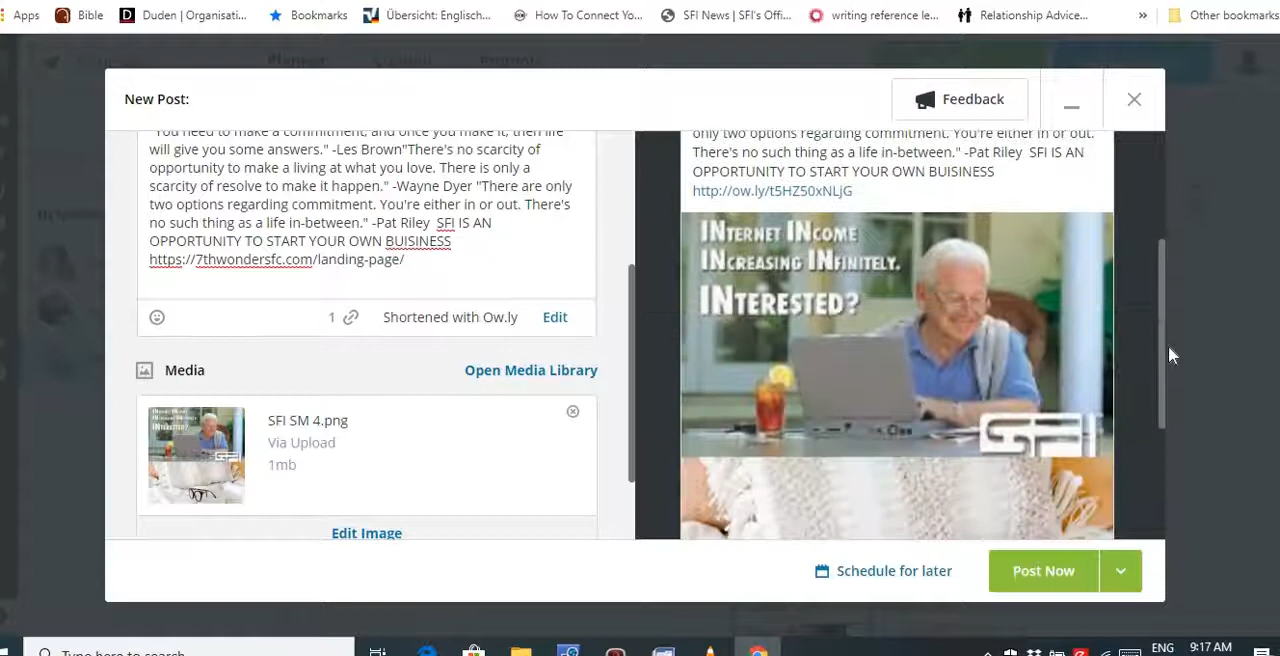 Apps Bible Duden | Organisati... Bookmarks Übersicht: Englisch... How To Connect Yo... SFI News | SFI's Offi... writing reference le... Relationship Advice... » Other bookmarks
New Post:
Feedback
"You need to make a commitment, and once you make it, then life
will give you some answers." -Les Brown"There's no scarcity of
opportunity to make a living at what you love. There is only a
scarcity of resolve to make it happen." -Wayne Dyer "There are only
two options regarding commitment. You're either in or out. There's
no such thing as a life in-between." -Pat Riley  SFI IS AN
OPPORTUNITY TO START YOUR OWN BUISINESS
https://7thwondersfc.com/landing-page/
1 Shortened with Ow.ly Edit
Media Open Media Library
SFI SM 4.png
Via Upload
1mb
Edit Image
only two options regarding commitment. You're either in or out.
There's no such thing as a life in-between." -Pat Riley  SFI IS AN
OPPORTUNITY TO START YOUR OWN BUISINESS
http://ow.ly/t5HZ50xNLjG
INTERNET INCOME
INCREASING INFINITELY.
INTERESTED?
SFI
Schedule for later Post Now
Type here to search
ENG 9:17 AM